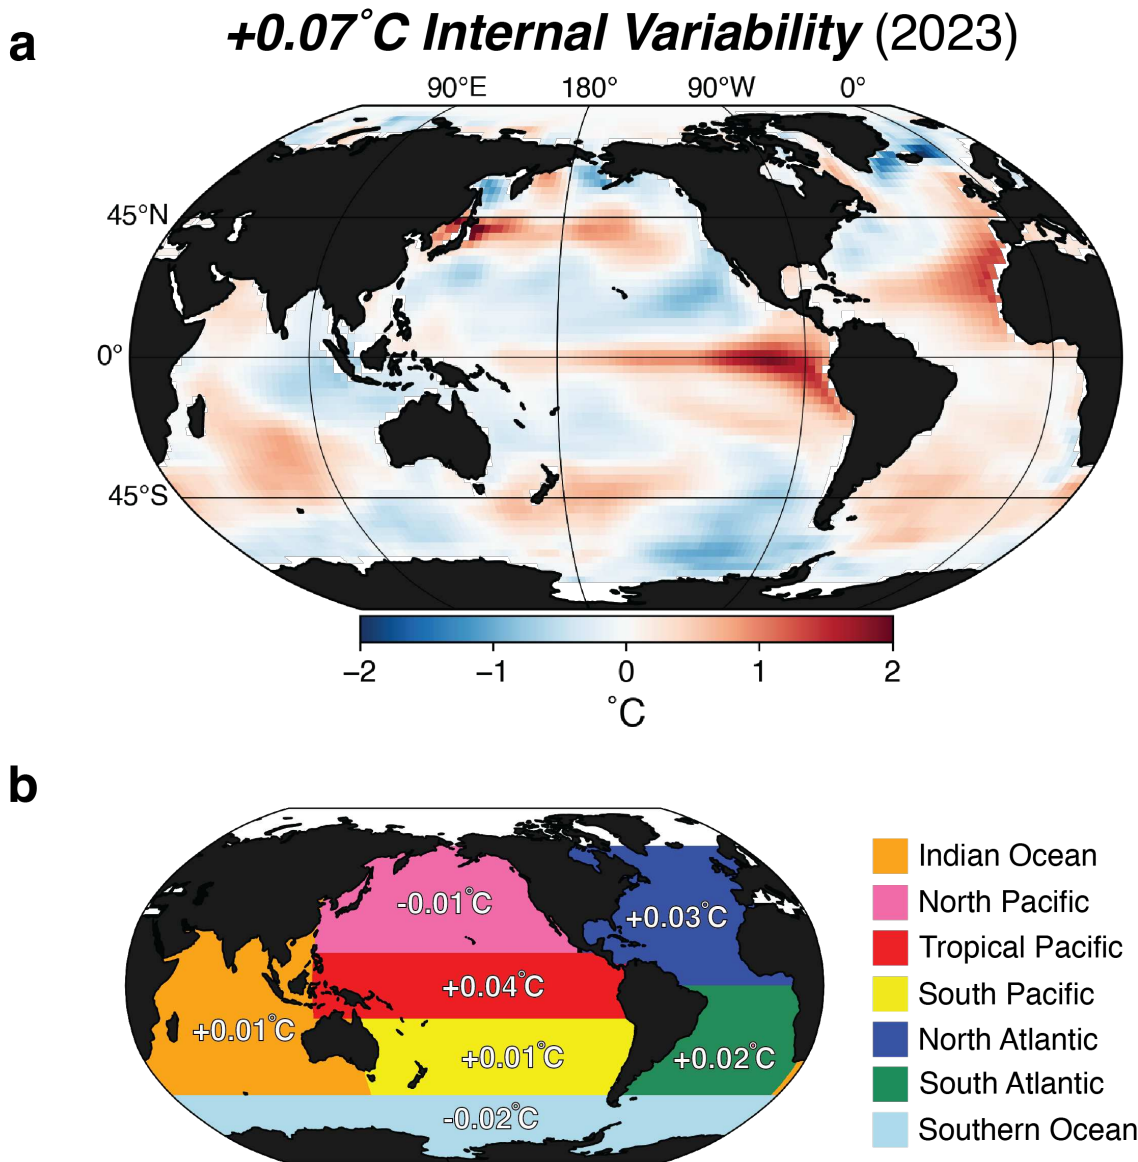 a
+0.07°C Internal Variability (2023)
90°E 180° 90°W 0°
45°N
0°
45°S
−2 −1 0 1 2
°C
b
-0.01°C
+0.03°C
+0.04°C
+0.01°C
+0.01°C
+0.02°C
-0.02°C
Indian Ocean
North Pacific
Tropical Pacific
South Pacific
North Atlantic
South Atlantic
Southern Ocean